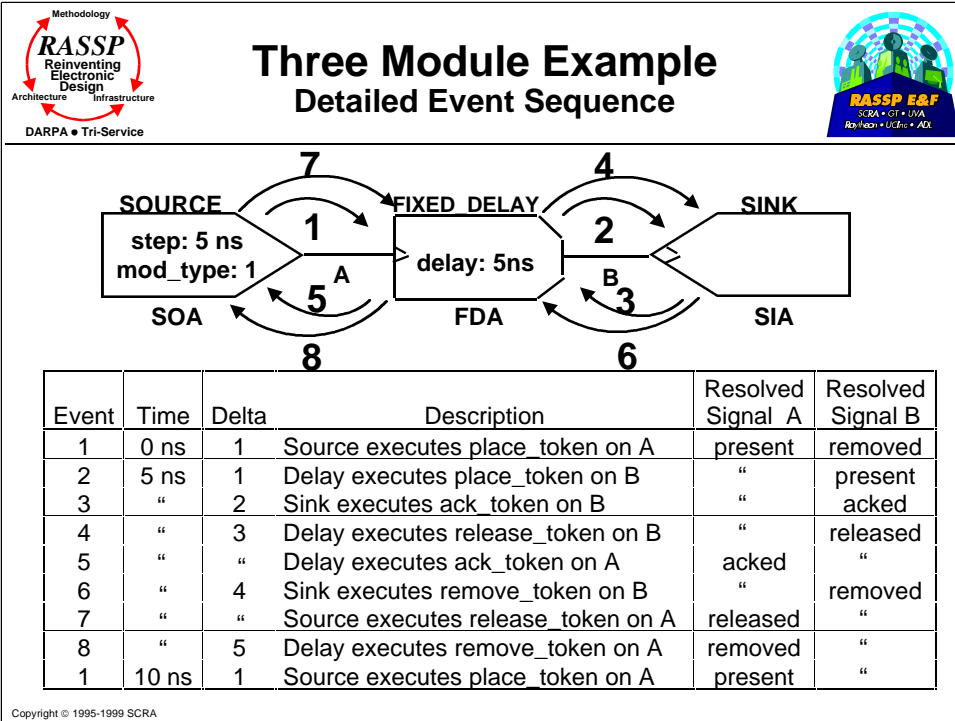 Methodology
RASSP
Reinventing
Electronic
Design
Architecture Infrastructure
DARPA ● Tri-Service
Three Module Example
Detailed Event Sequence
RASSP E&F
SCRA • GT • UVA
Raytheon • UCInc • ADL
7
4
SOURCE
FIXED_DELAY
SINK
1
2
step: 5 ns
mod_type: 1
delay: 5ns
A
B
5
3
SOA
FDA
SIA
8
6
Event Time Delta Description Resolved Signal A Resolved Signal B
1 0 ns 1 Source executes place_token on A present removed
2 5 ns 1 Delay executes place_token on B “ present
3 “ 2 Sink executes ack_token on B “ acked
4 “ 3 Delay executes release_token on B “ released
5 “ “ Delay executes ack_token on A acked “
6 “ 4 Sink executes remove_token on B “ removed
7 “ “ Source executes release_token on A released “
8 “ 5 Delay executes remove_token on A removed “
1 10 ns 1 Source executes place_token on A present “
Copyright © 1995-1999 SCRA